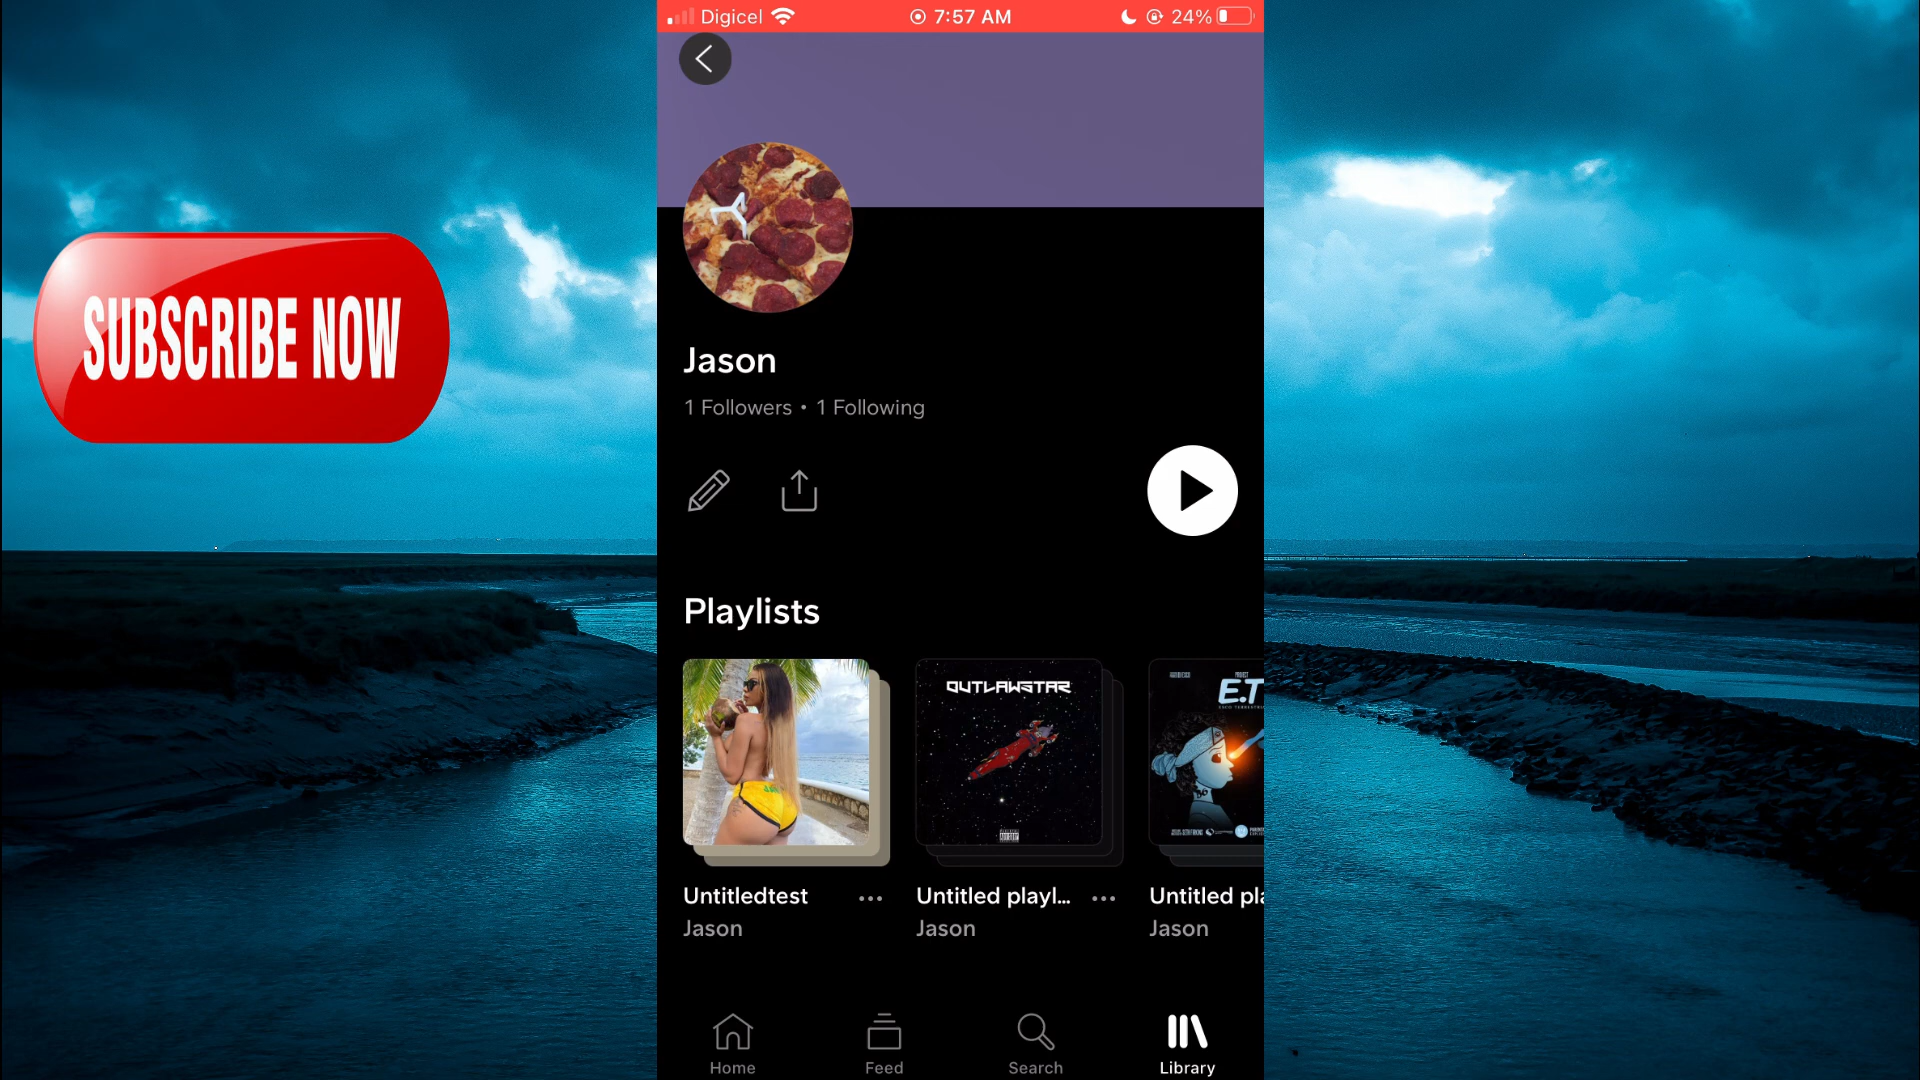 Digicel
7:57 AM
24%
SUBSCRIBE NOW
Jason
1 Followers • 1 Following
Playlists
OUTLAWSTAR
E.T
Untitledtest
Jason
Untitled playl...
Jason
Untitled pla
Jason
Home
Feed
Search
Library